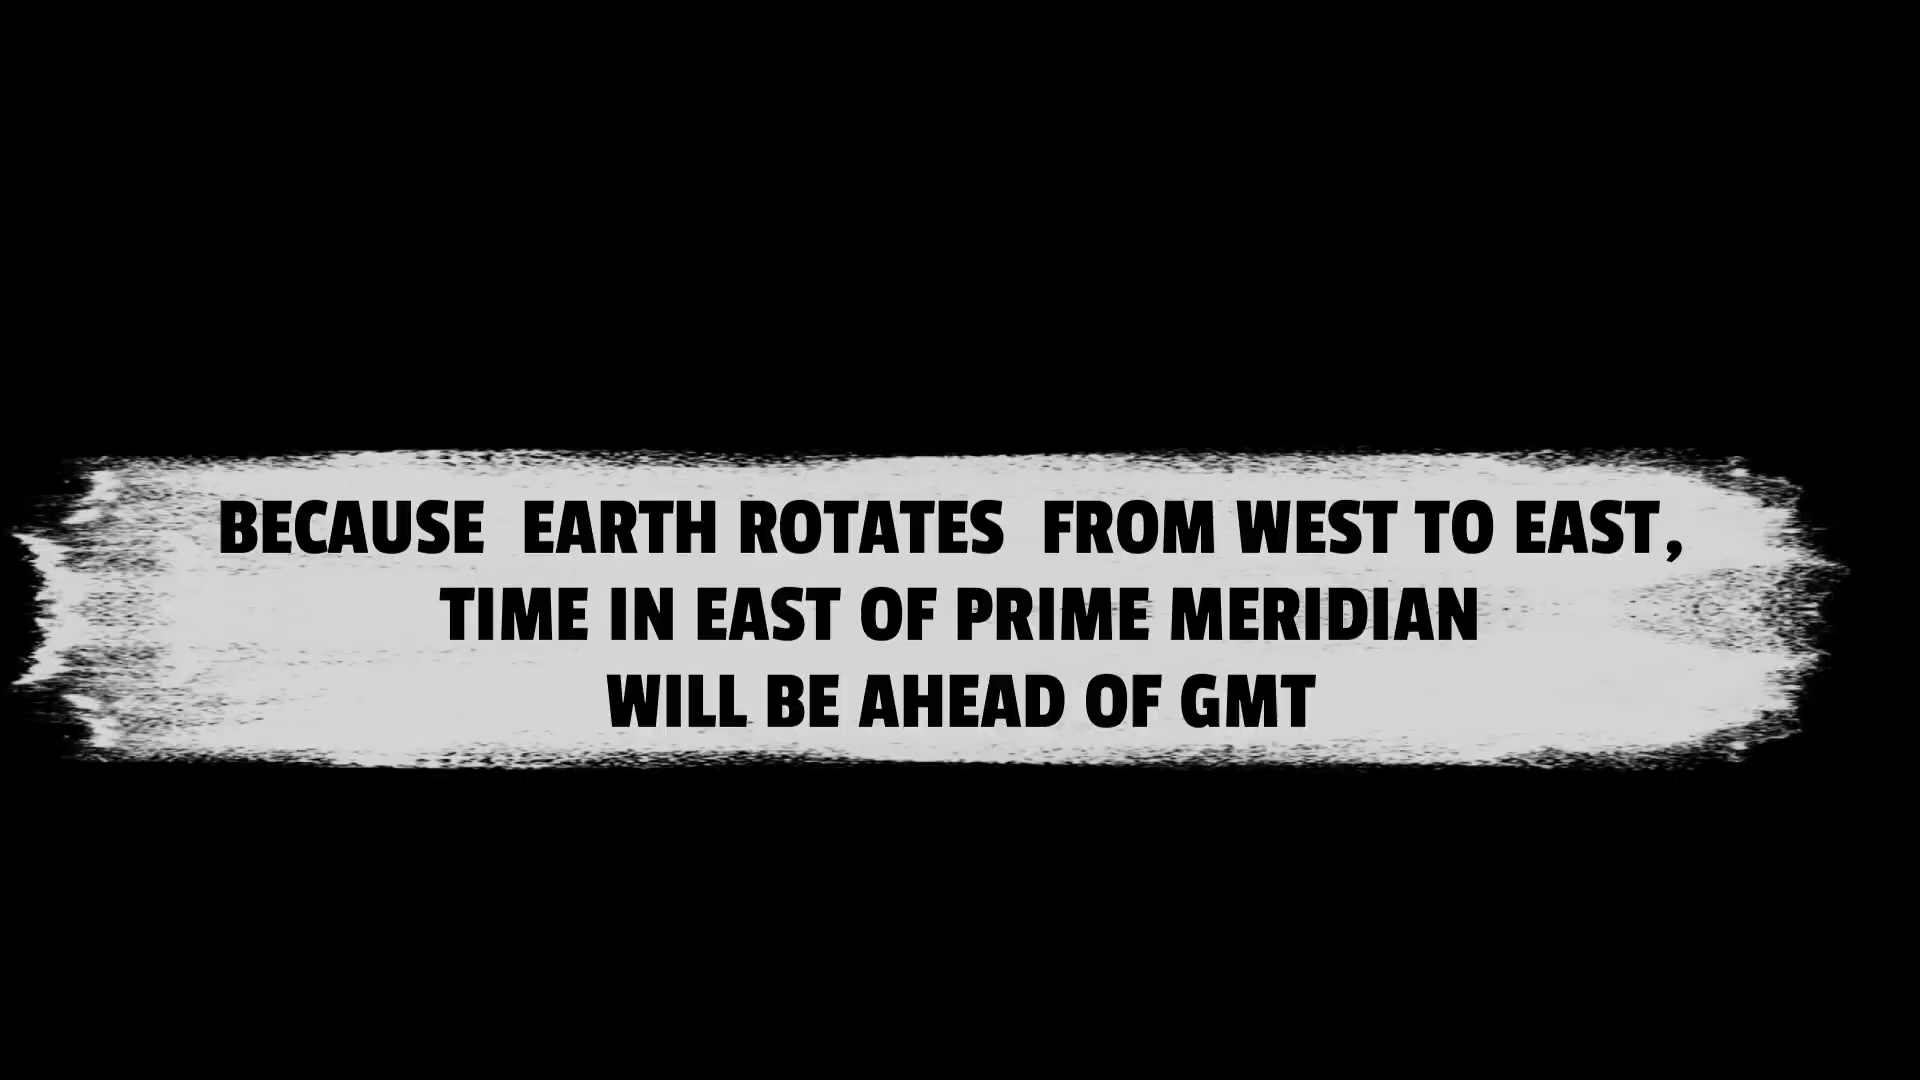 BECAUSE  EARTH ROTATES  FROM WEST TO EAST,
TIME IN EAST OF PRIME MERIDIAN
WILL BE AHEAD OF GMT